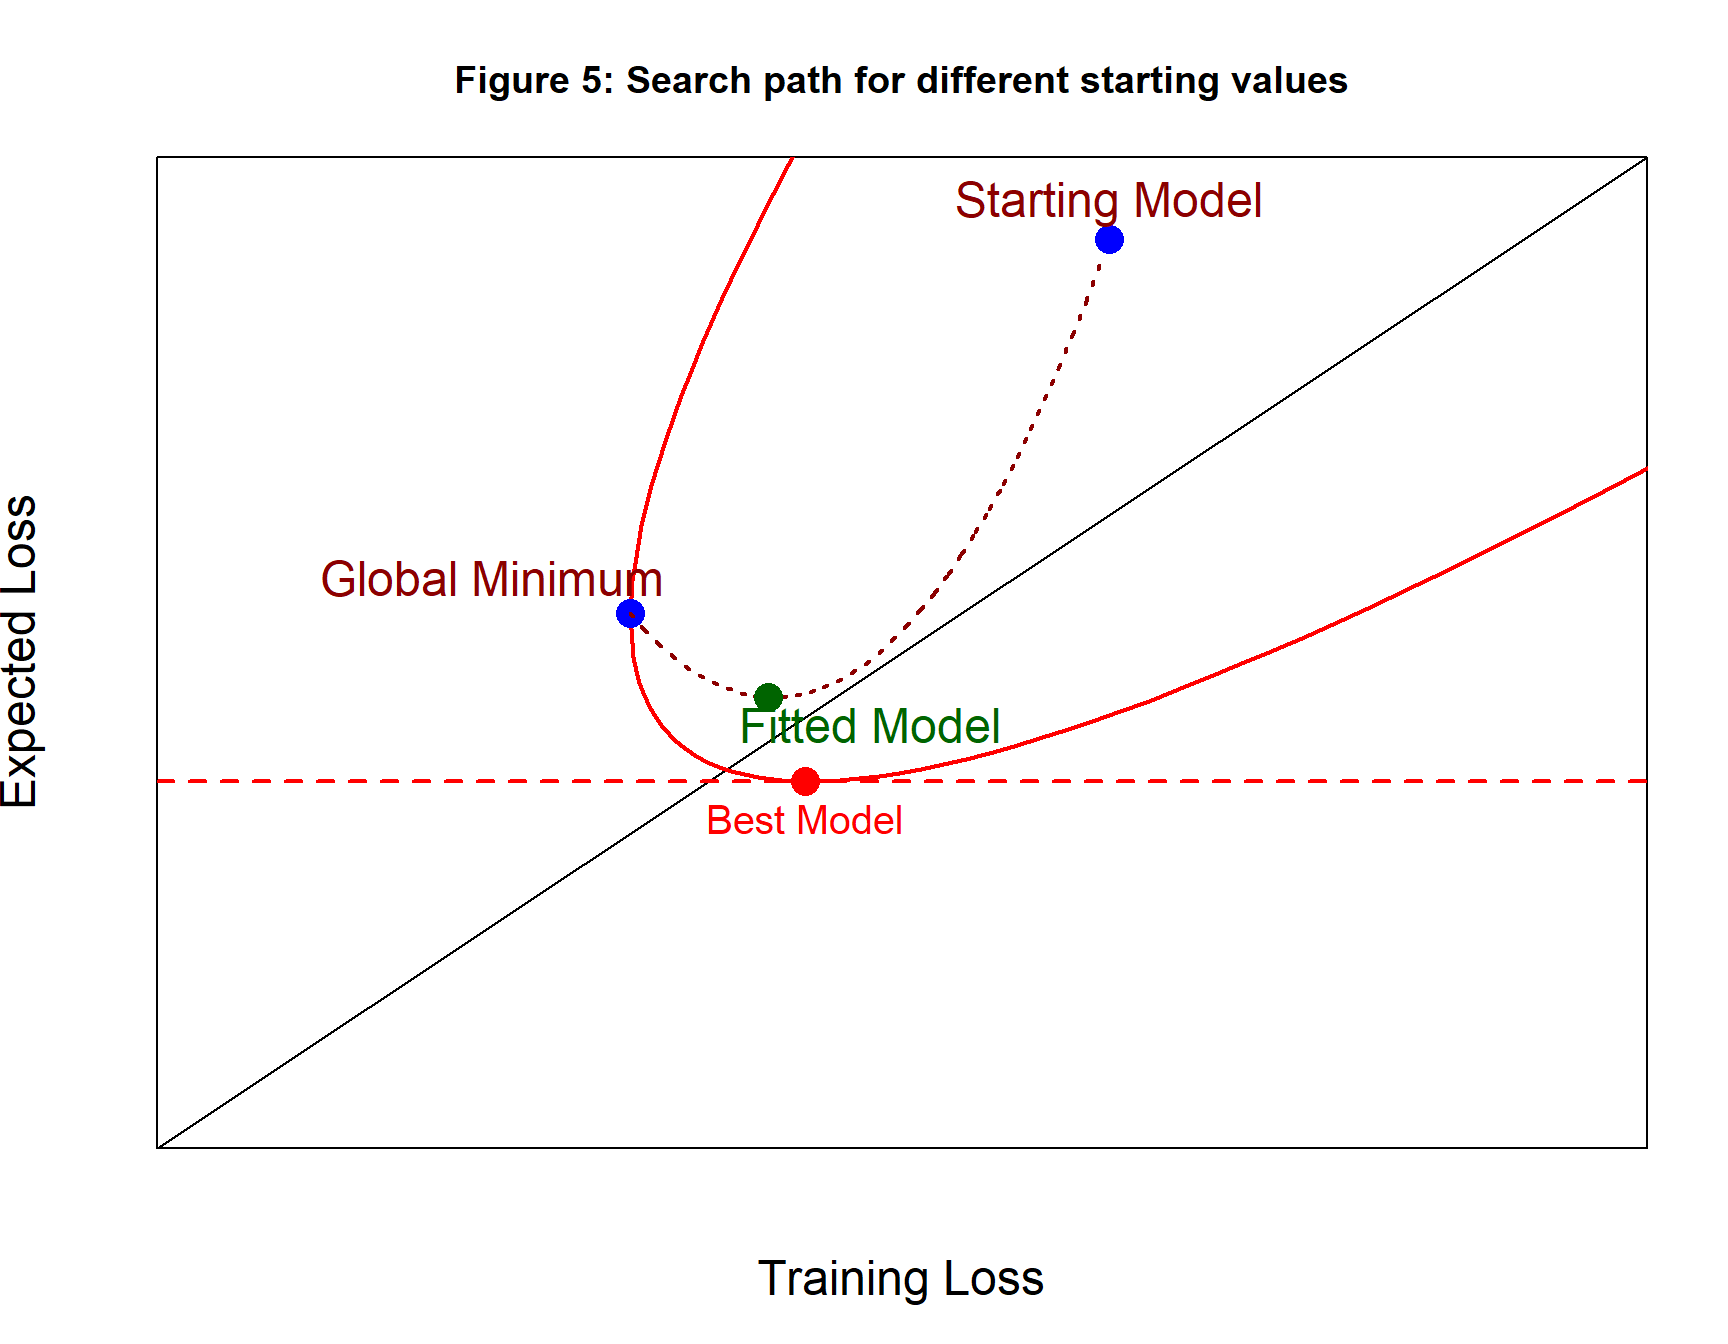 Figure 5: Search path for different starting values
Starting Model
Global Minimum
Fitted Model
Best Model
Expected Loss
Training Loss